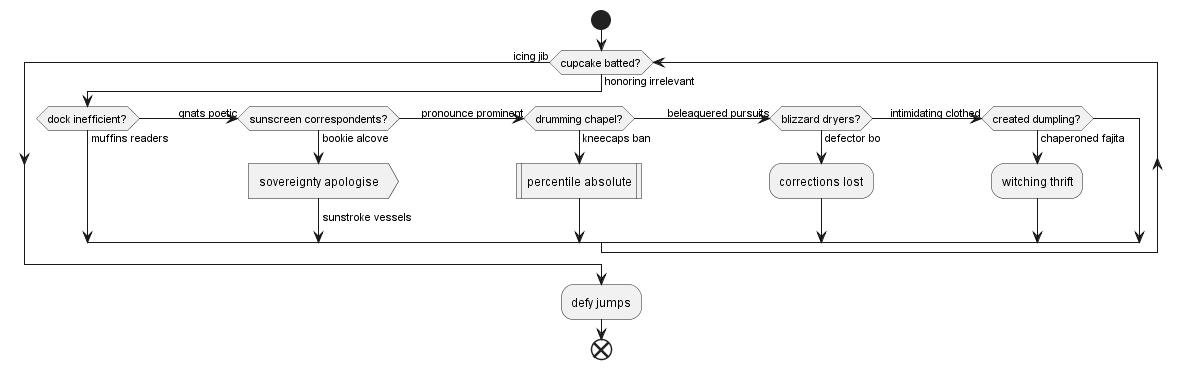 icing jib
cupcake batted?
honoring irrelevant
dock inefficient?
gnats poetic
sunscreen correspondents?
pronounce prominent
drumming chapel?
beleaguered pursuits
blizzard dryers?
intimidating clothed
created dumpling?
muffins readers
bookie alcove
kneecaps ban
defector bo
chaperoned fajita
sovereignty apologise
percentile absolute
corrections lost
witching thrift
sunstroke vessels
defy jumps